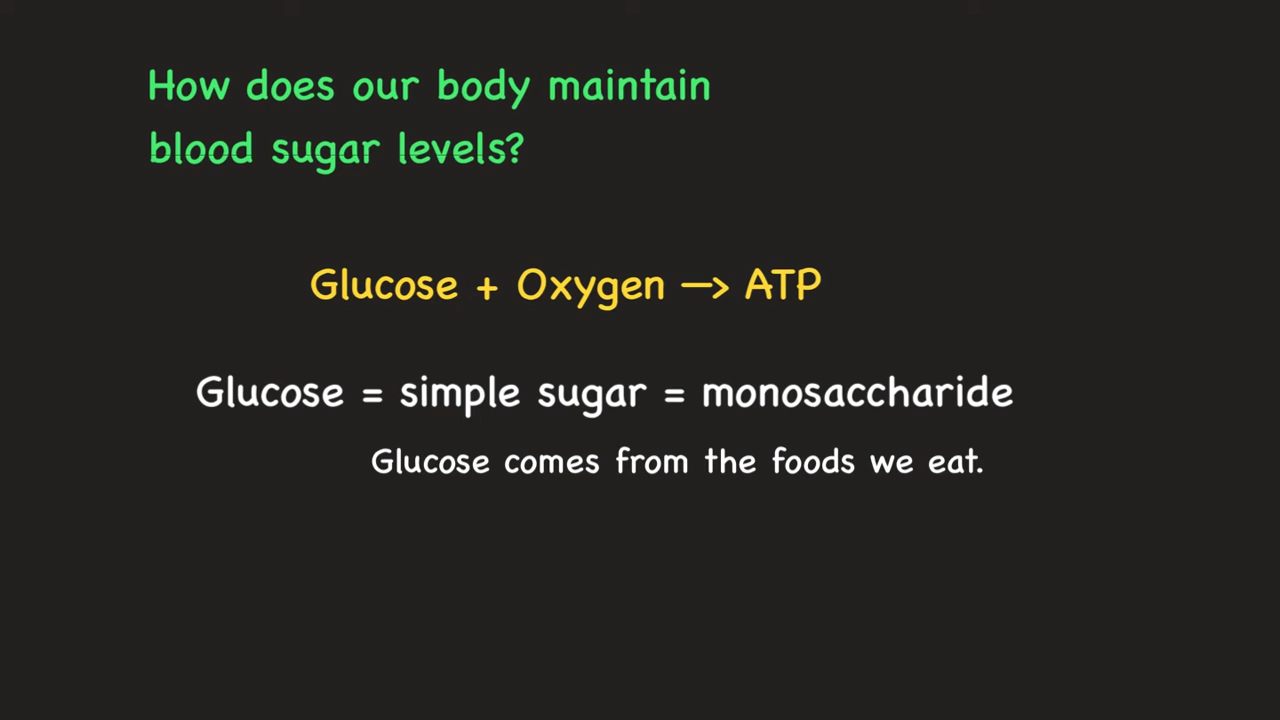 How does our body maintain
blood sugar levels?
Glucose + Oxygen —> ATP
Glucose = simple sugar = monosaccharide
Glucose comes from the foods we eat.